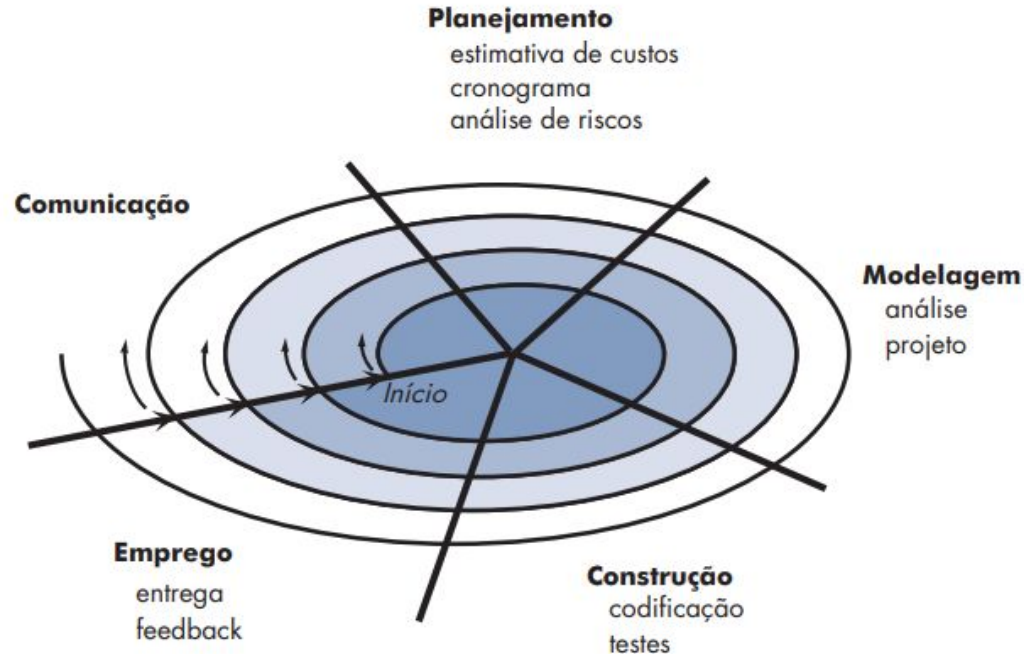 Planejamento
estimativa de custos
cronograma
análise de riscos
Comunicação
Modelagem
análise
projeto
Início
Emprego
entrega
feedback
Construção
codificação
testes